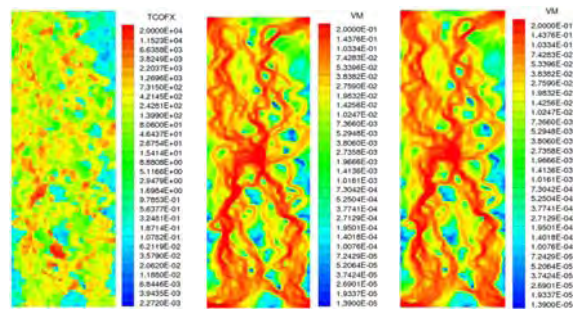 TCOFX
2.0000E+04
1.1523E+04
6.6388E+03
3.8249E+03
2.2037E+03
1.2696E+03
7.3150E+02
4.2145E+02
2.4281E+02
1.3990E+02
8.0600E+01
4.6437E+01
2.6754E+01
1.5414E+01
8.8808E+00
5.1166E+00
2.9479E+00
1.6984E+00
9.7853E-01
5.6377E-01
3.2481E-01
1.8714E-01
1.0782E-01
6.2119E-02
3.5790E-02
2.0620E-02
1.1880E-02
6.8446E-03
3.9435E-03
2.2720E-03
VM
2.0000E-01
1.4376E-01
1.0334E-01
7.4283E-02
5.3396E-02
3.8382E-02
2.7590E-02
1.9832E-02
1.4256E-02
1.0247E-02
7.3660E-03
5.2948E-03
3.8060E-03
2.7358E-03
1.9666E-03
1.4136E-03
1.0161E-03
7.3042E-04
5.2504E-04
3.7741E-04
2.7129E-04
1.9501E-04
1.4018E-04
1.0076E-04
7.2429E-05
5.2064E-05
3.7424E-05
2.6901E-05
1.9337E-05
1.3900E-05
VM
2.0000E-01
1.4376E-01
1.0334E-01
7.4283E-02
5.3396E-02
3.8382E-02
2.7590E-02
1.9832E-02
1.4256E-02
1.0247E-02
7.3660E-03
5.2948E-03
3.8060E-03
2.7358E-03
1.9666E-03
1.4136E-03
1.0161E-03
7.3042E-04
5.2504E-04
3.7741E-04
2.7129E-04
1.9501E-04
1.4018E-04
1.0076E-04
7.2429E-05
5.2064E-05
3.7424E-05
2.6901E-05
1.9337E-05
1.3900E-05